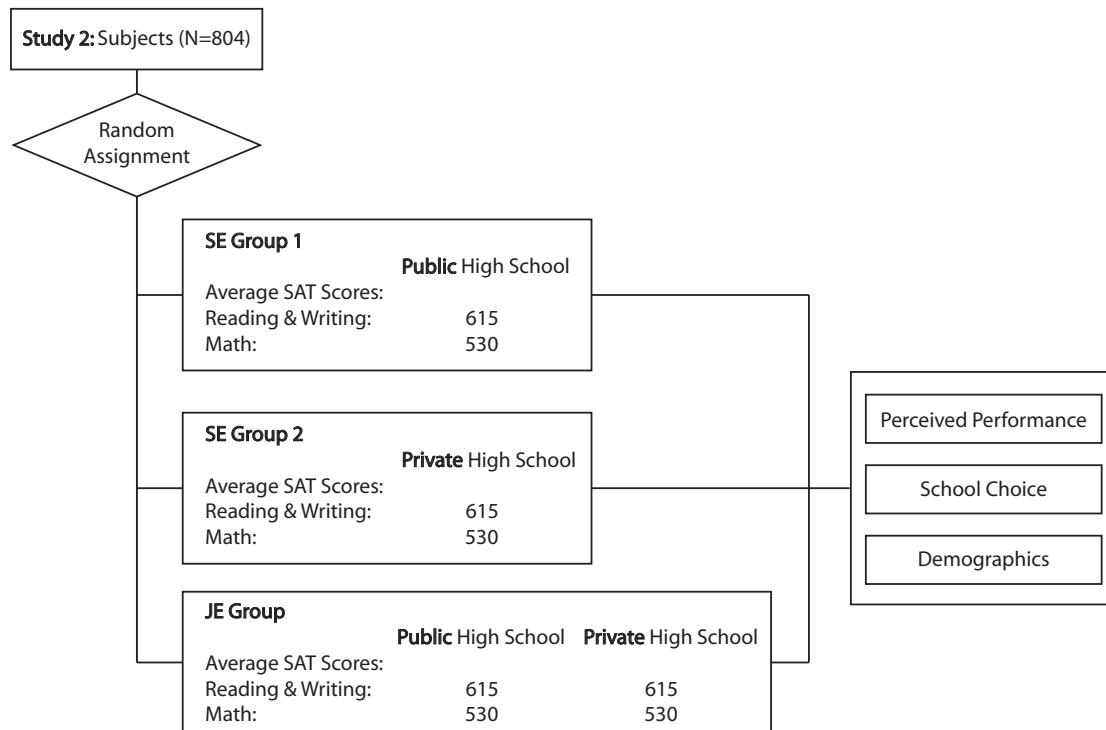 Study 2: Subjects (N=804)
Random
Assignment
SE Group 1
Public High School
Average SAT Scores:
Reading & Writing: 615
Math: 530
SE Group 2
Private High School
Average SAT Scores:
Reading & Writing: 615
Math: 530
JE Group
Public High School Private High School
Average SAT Scores:
Reading & Writing: 615 615
Math: 530 530
Perceived Performance
School Choice
Demographics